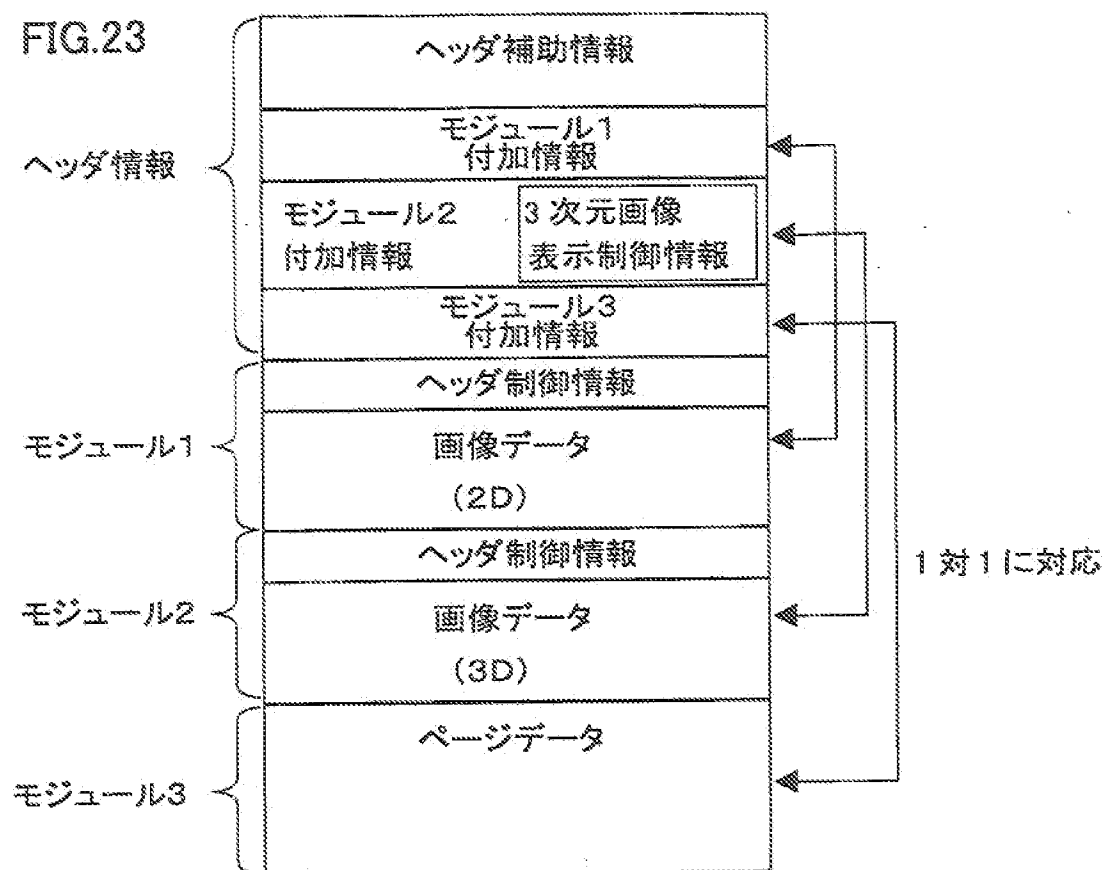 FIG.23
ヘッダ補助情報
モジュール1
付加情報
ヘッダ情報
モジュール2
付加情報
3次元画像
表示制御情報
モジュール3
付加情報
ヘッダ制御情報
モジュール1
画像データ
(2D)
ヘッダ制御情報
1対1に対応
モジュール2
画像データ
(3D)
ページデータ
モジュール3